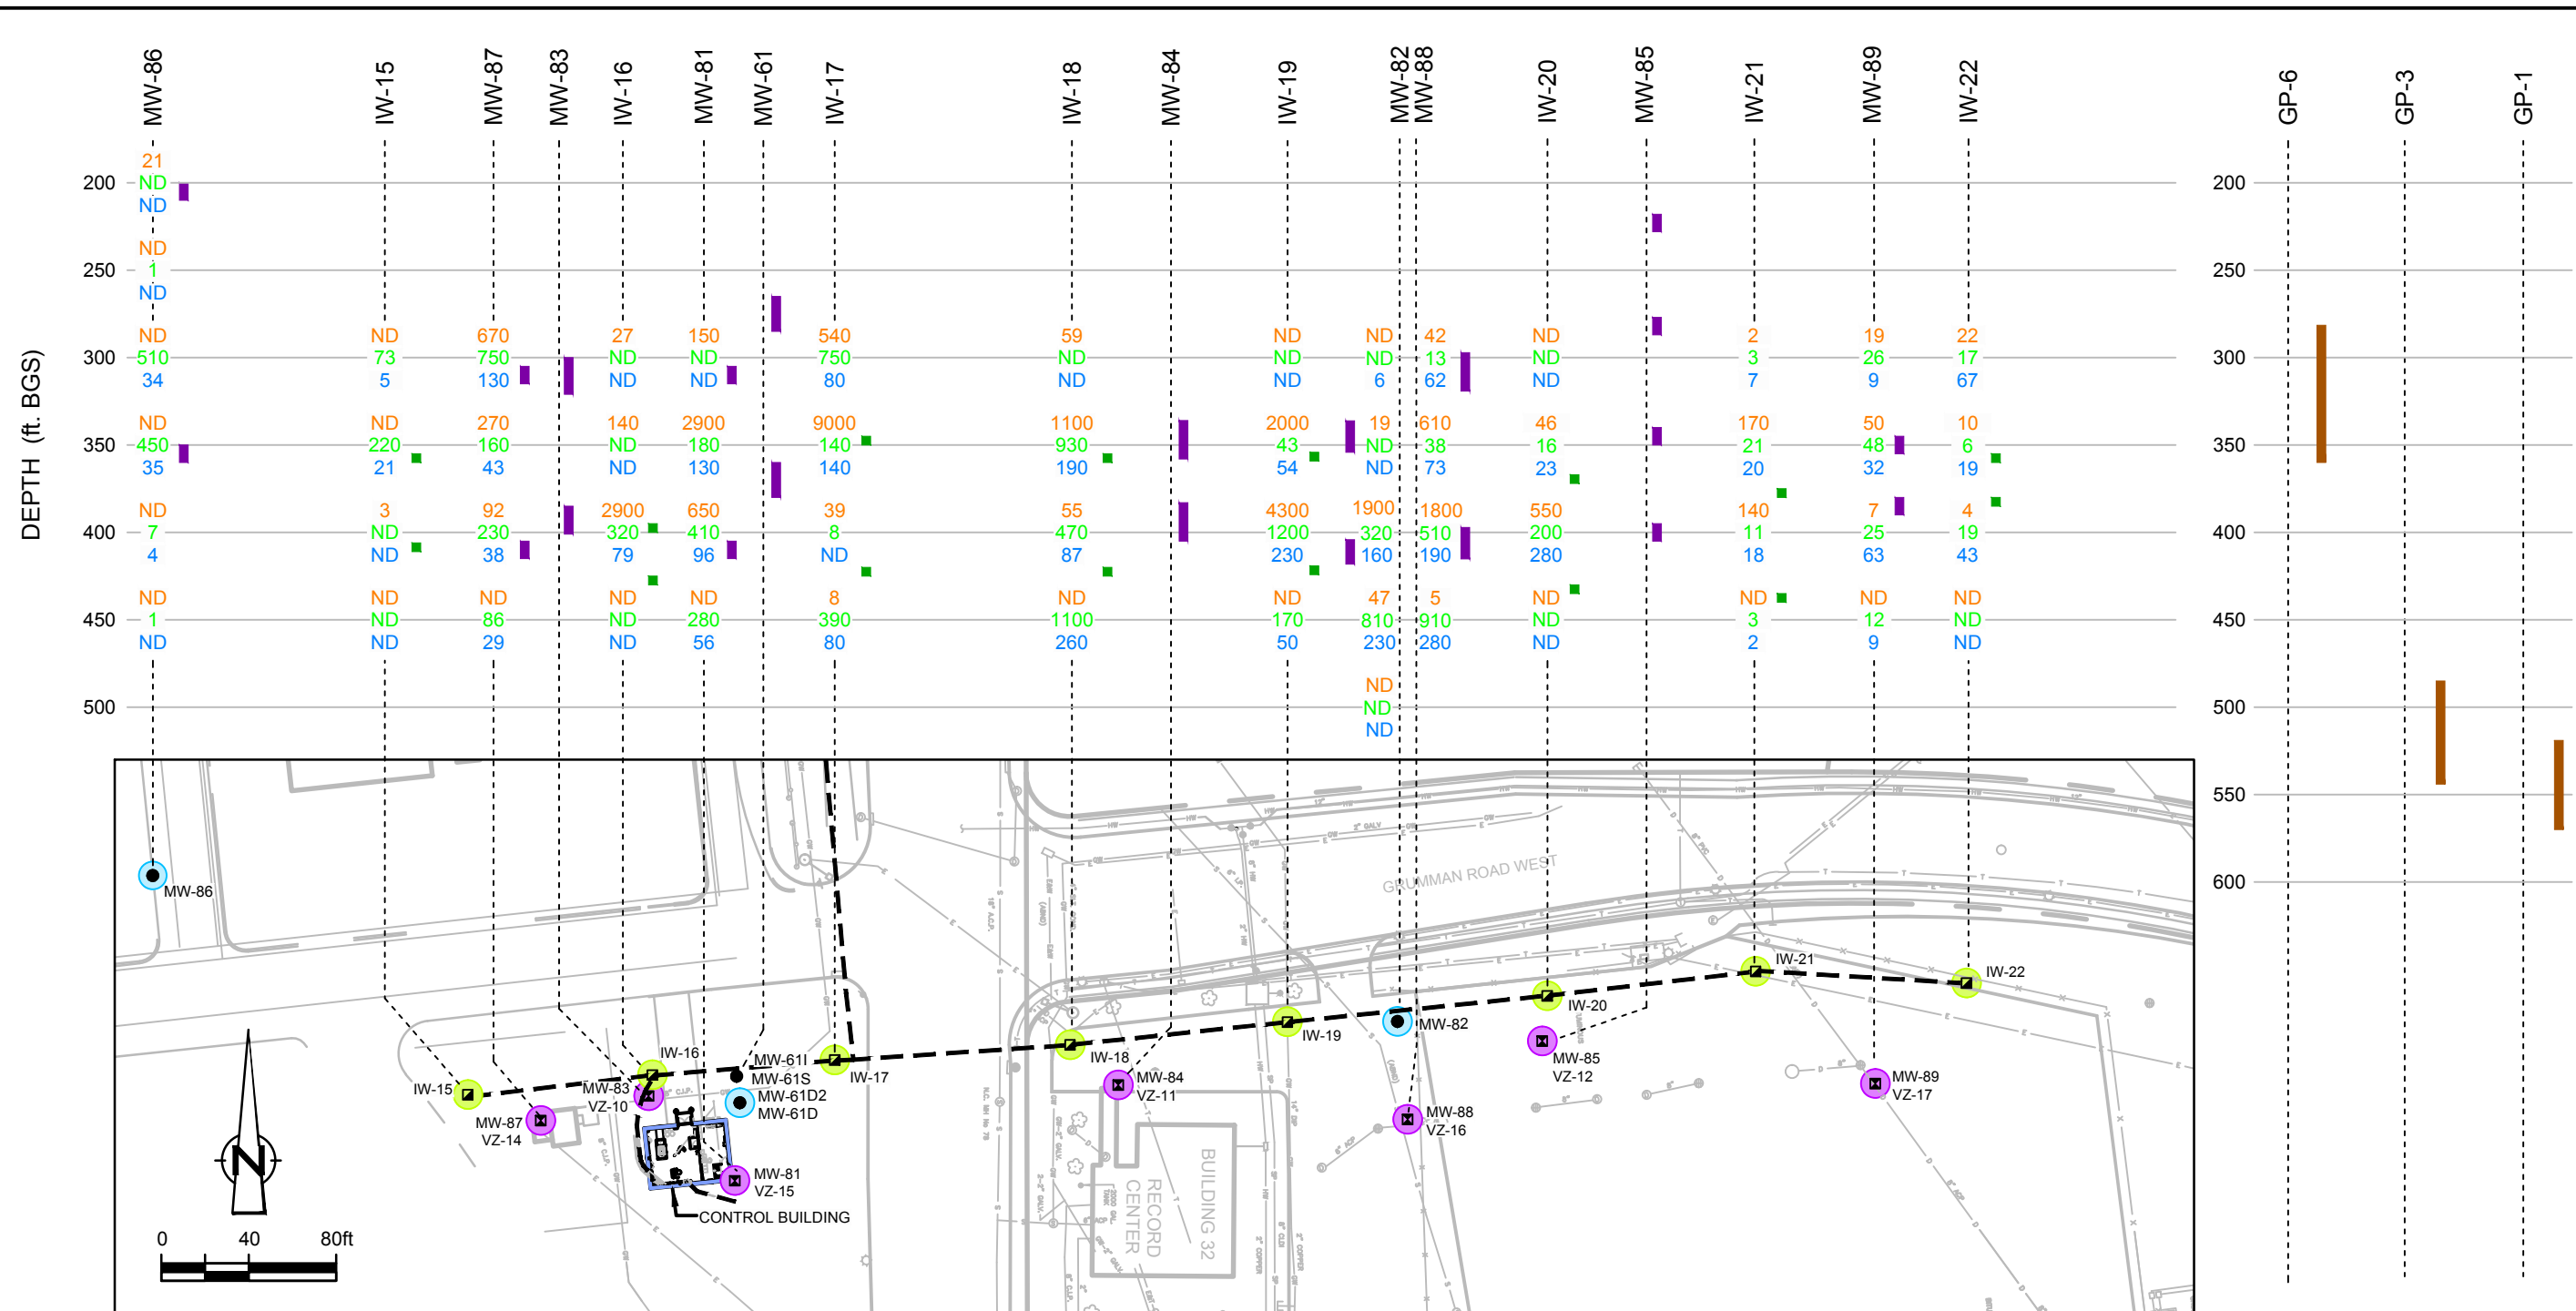 MW-86 IW-15 MW-87 MW-83 IW-16 MW-81 MW-61 IW-17 IW-18 MW-84 IW-19 MW-82 MW-88 IW-20 MW-85 IW-21 MW-89 IW-22 GP-6 GP-3 GP-1
DEPTH (ft. BGS)
21
200 ND 200
ND
ND
250 1 250
ND
ND ND 670 27 150 540 59 ND ND 42 ND 2 19 22
300 510 73 750 ND ND 750 ND ND ND 13 ND 3 26 17 300
34 5 130 ND ND 80 ND ND 6 62 ND 7 9 67
ND ND 270 140 2900 9000 1100 2000 19 610 46 170 50 10
350 450 220 160 ND 180 140 930 43 ND 38 16 21 48 6 350
35 21 43 ND 130 140 190 54 ND 73 23 20 32 19
ND 3 92 2900 650 39 55 4300 1900 1800 550 140 7 4
400 7 ND 230 320 410 8 470 1200 320 510 200 11 25 19 400
4 ND 38 79 96 ND 87 230 160 190 280 18 63 43
ND ND ND ND ND 8 ND ND 47 5 ND ND ND ND
450 1 ND 86 ND 280 390 1100 170 810 910 ND 3 12 ND 450
ND ND 29 ND 56 80 260 50 230 280 ND 2 9 ND
ND
500 ND 500
ND
550
600
MW-86
GRUMMAN ROAD WEST
IW-21
IW-22
IW-20
MW-82
IW-19
IW-18
IW-17
IW-16
IW-15
MW-61I
MW-61S
MW-61D2
MW-61D
MW-83
VZ-10
MW-87
VZ-14
MW-84
VZ-11
MW-85
VZ-12
MW-89
VZ-17
MW-88
VZ-16
MW-81
VZ-15
CONTROL BUILDING
RECORD
CENTER
BUILDING 32
N
0 40 80ft